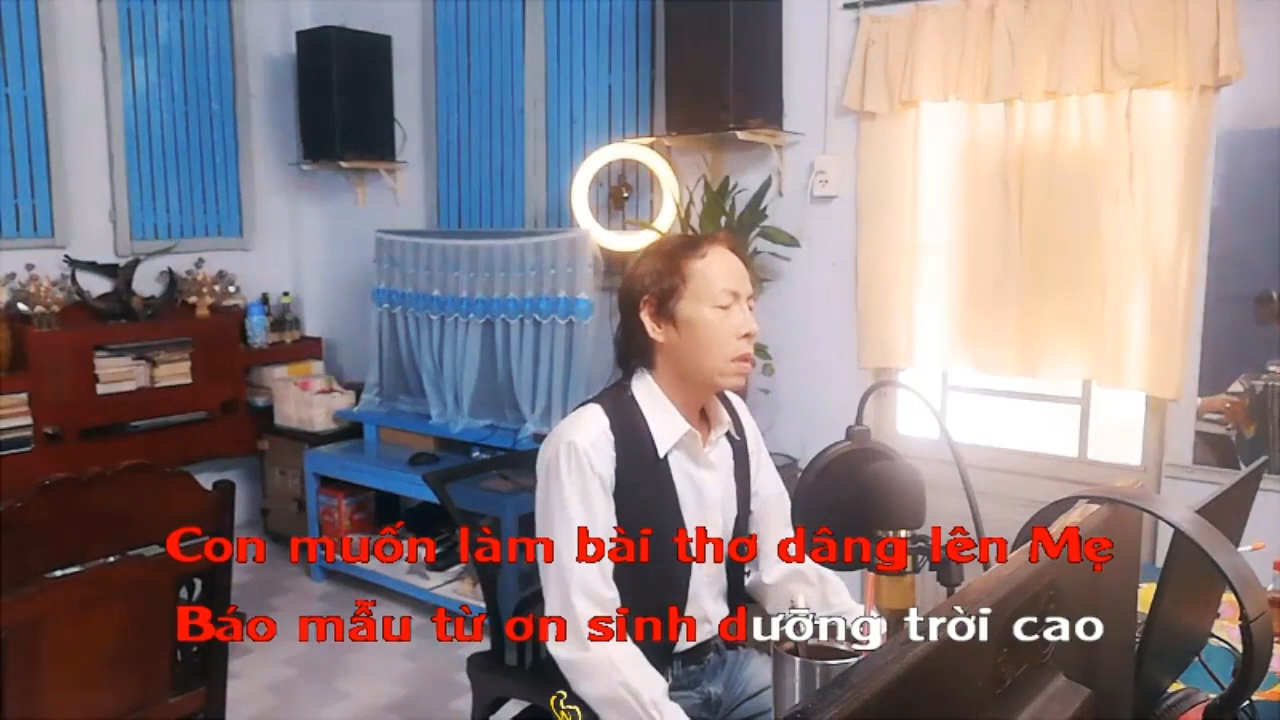 Con muốn làm bài thơ dâng lên Mẹ
Báo mẫu từ ơn sinh dưỡng trời cao